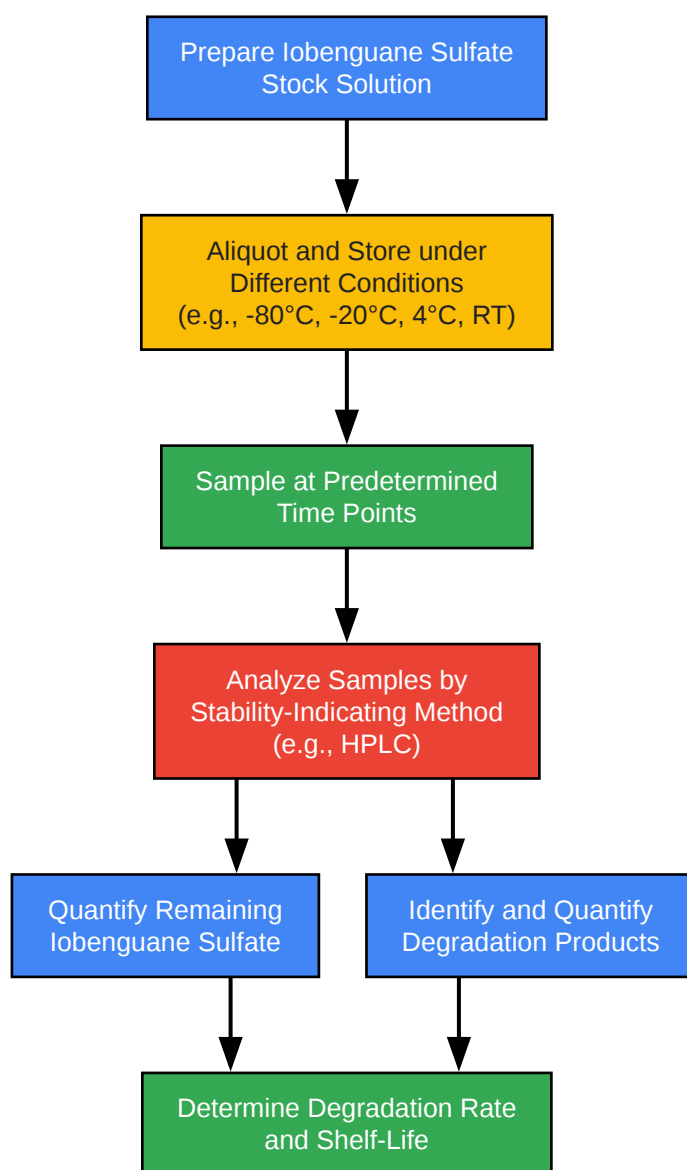 Prepare Iobenguane Sulfate
Stock Solution
Aliquot and Store under
Different Conditions
(e.g., -80°C, -20°C, 4°C, RT)
Sample at Predetermined
Time Points
Analyze Samples by
Stability-Indicating Method
(e.g., HPLC)
Quantify Remaining
Iobenguane Sulfate
Identify and Quantify
Degradation Products
Determine Degradation Rate
and Shelf-Life